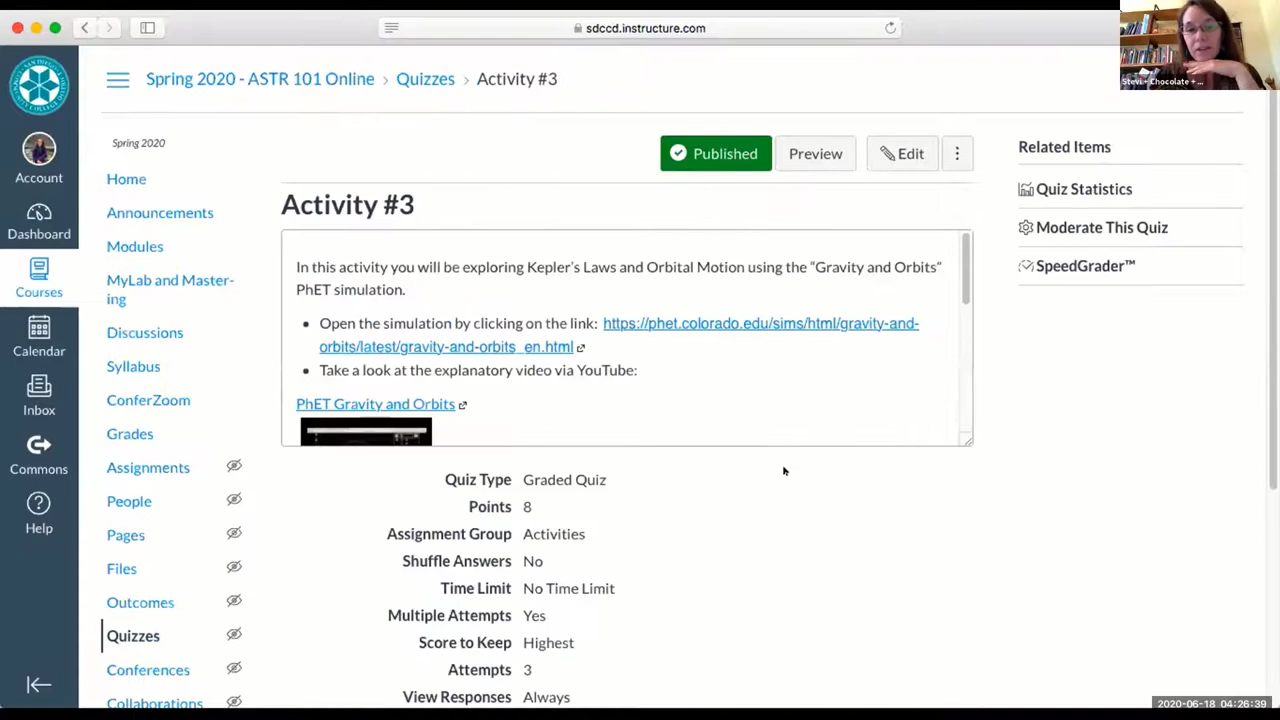 sdccd.instructure.com
Stevi + Chocolate + ...
Spring 2020 - ASTR 101 Online > Quizzes > Activity #3
Account
Dashboard
Courses
Calendar
Inbox
Commons
Help
Spring 2020
Home
Announcements
Modules
MyLab and Master-
ing
Discussions
Syllabus
ConferZoom
Grades
Assignments
People
Pages
Files
Outcomes
Quizzes
Conferences
Collaborations
Published
Preview
Edit
Activity #3
In this activity you will be exploring Kepler's Laws and Orbital Motion using the "Gravity and Orbits"
PhET simulation.
• Open the simulation by clicking on the link: https://phet.colorado.edu/sims/html/gravity-and-
orbits/latest/gravity-and-orbits_en.html
• Take a look at the explanatory video via YouTube:
PhET Gravity and Orbits
Quiz Type Graded Quiz
Points 8
Assignment Group Activities
Shuffle Answers No
Time Limit No Time Limit
Multiple Attempts Yes
Score to Keep Highest
Attempts 3
View Responses Always
Related Items
Quiz Statistics
Moderate This Quiz
SpeedGrader™
2020-06-18 04:26:39